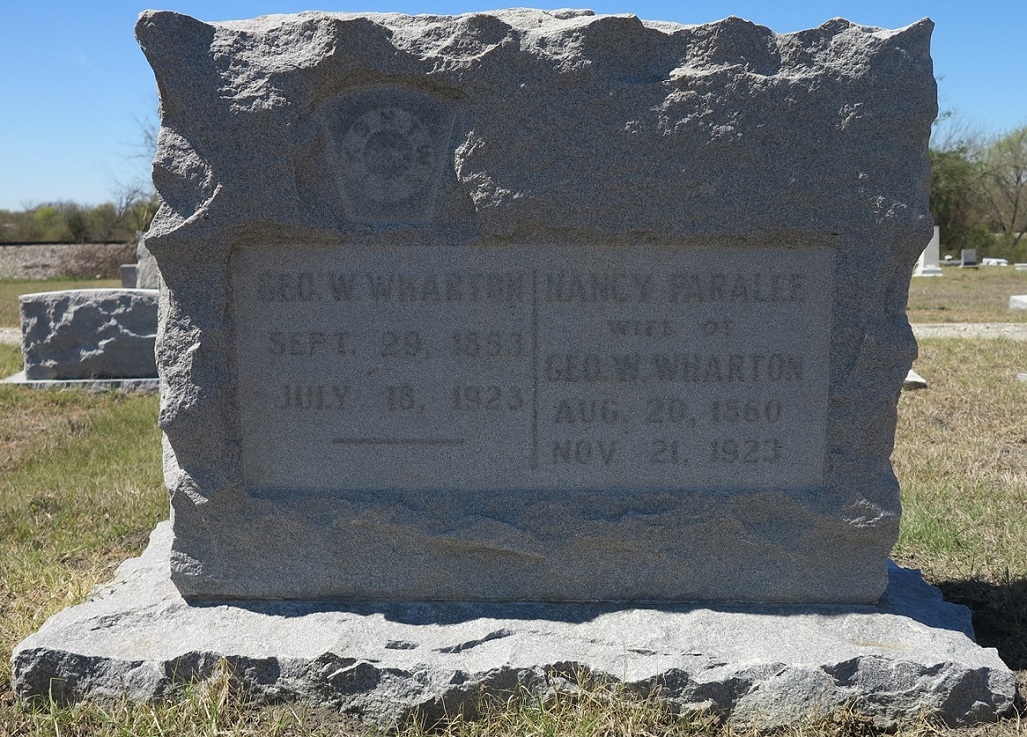 GEO. W. WHARTON
SEPT. 29, 1853
JULY 18, 1923
NANCY FARALEE
WIFE OF
GEO. W. WHARTON
AUG. 20, 1860
NOV. 21, 1923